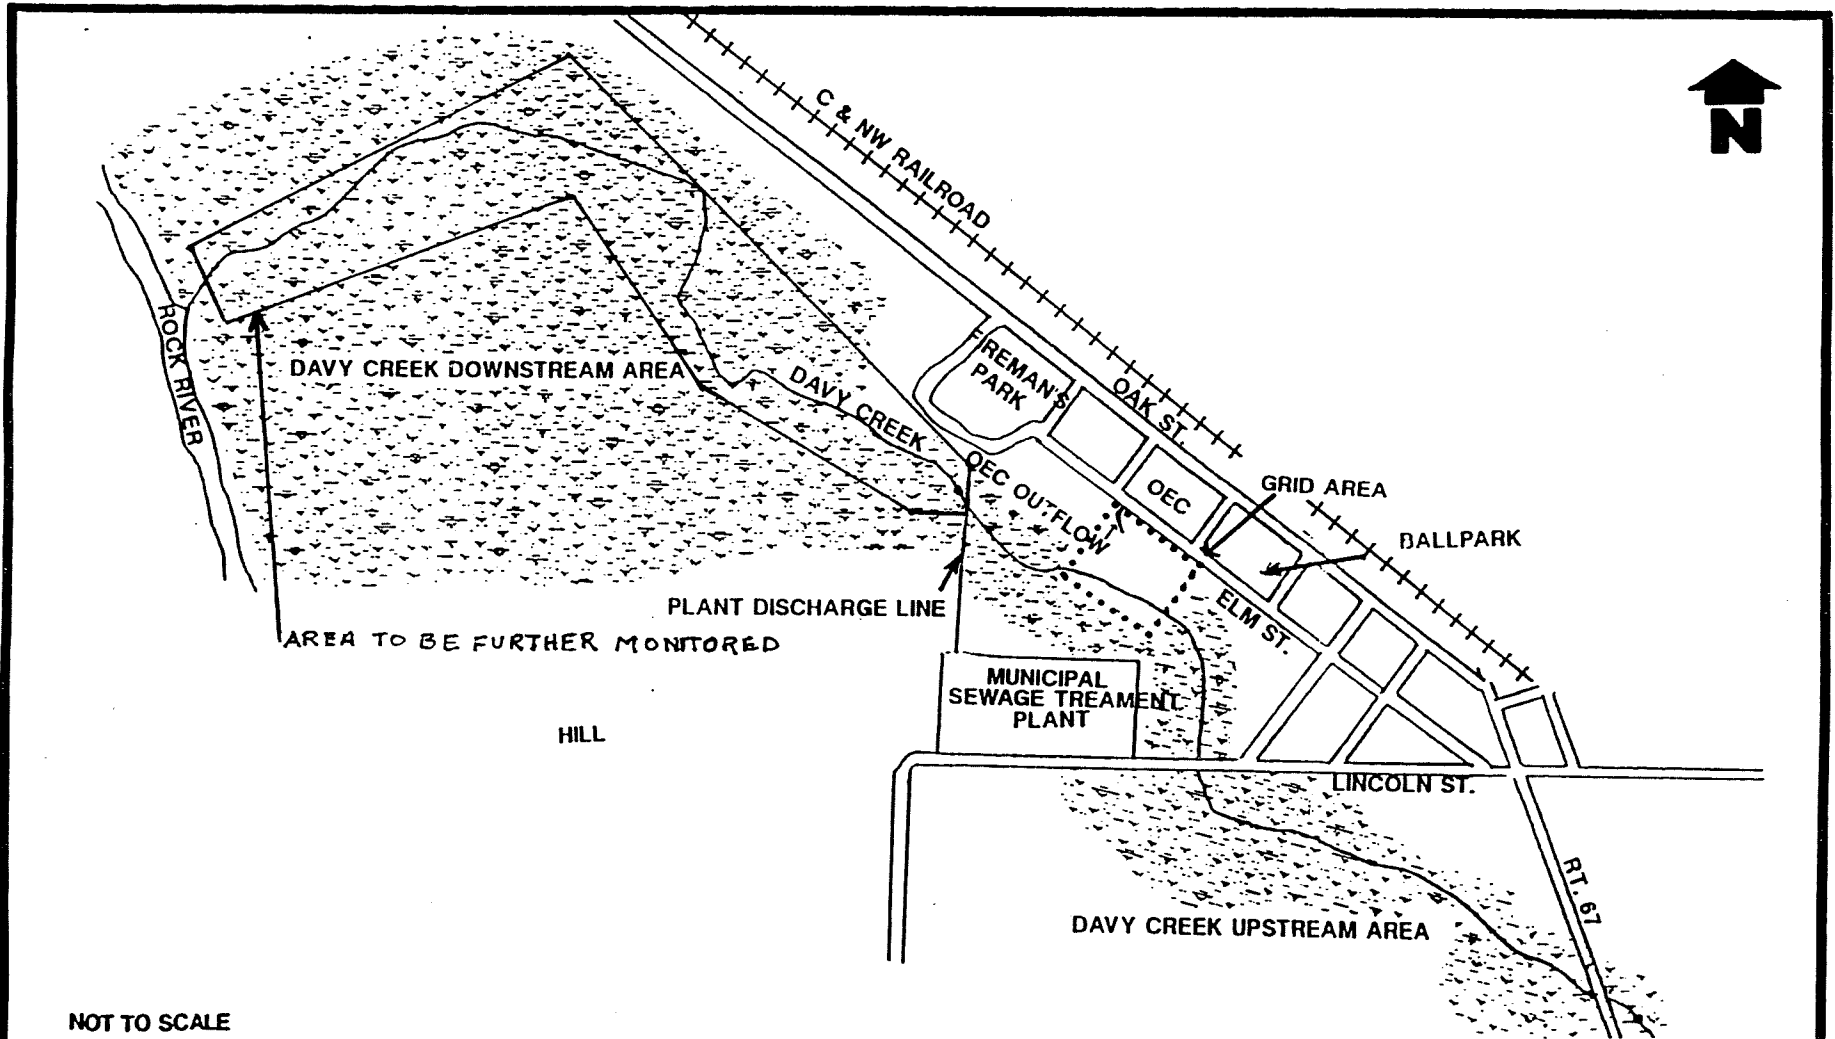 N
C & NW RAILROAD
ROCK RIVER
DAVY CREEK DOWNSTREAM AREA
DAVY CREEK
FIREMAN'S
PARK
OAK ST.
OEC
OEC OUTFLOW
GRID AREA
BALLPARK
PLANT DISCHARGE LINE
ELM ST.
AREA TO BE FURTHER MONITORED
MUNICIPAL
SEWAGE TREAMENT
PLANT
HILL
LINCOLN ST.
RT. 67
DAVY CREEK UPSTREAM AREA
NOT TO SCALE